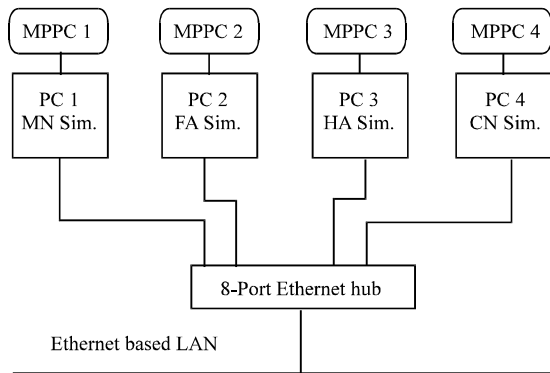 MPPC 1
MPPC 2
MPPC 3
MPPC 4
PC 1
MN Sim.
PC 2
FA Sim.
PC 3
HA Sim.
PC 4
CN Sim.
8-Port Ethernet hub
Ethernet based LAN